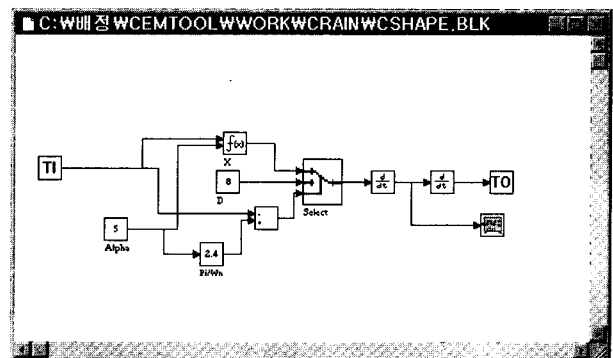 C:₩배정₩CEMTOOL₩WORK₩CRAIN₩CSHAPE.BLK
TI
f(x)
X
8
D
Select
d/dt
d/dt
TO
5
Alpha
2.4
Pi/Wn